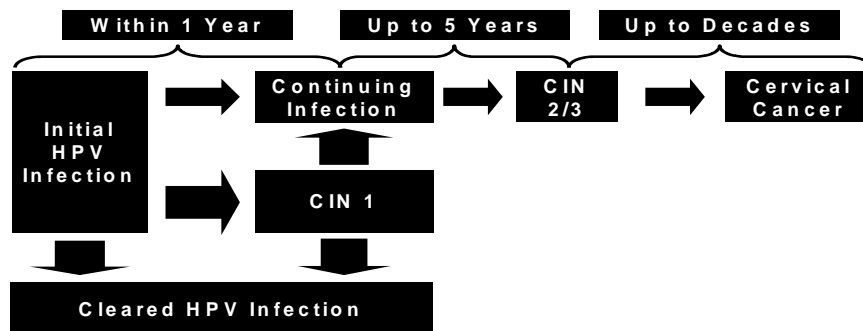 Within 1 Year
Up to 5 Years
Up to Decades
Initial
HPV
Infection
Continuing
Infection
CIN
2/3
Cervical
Cancer
CIN 1
Cleared HPV Infection